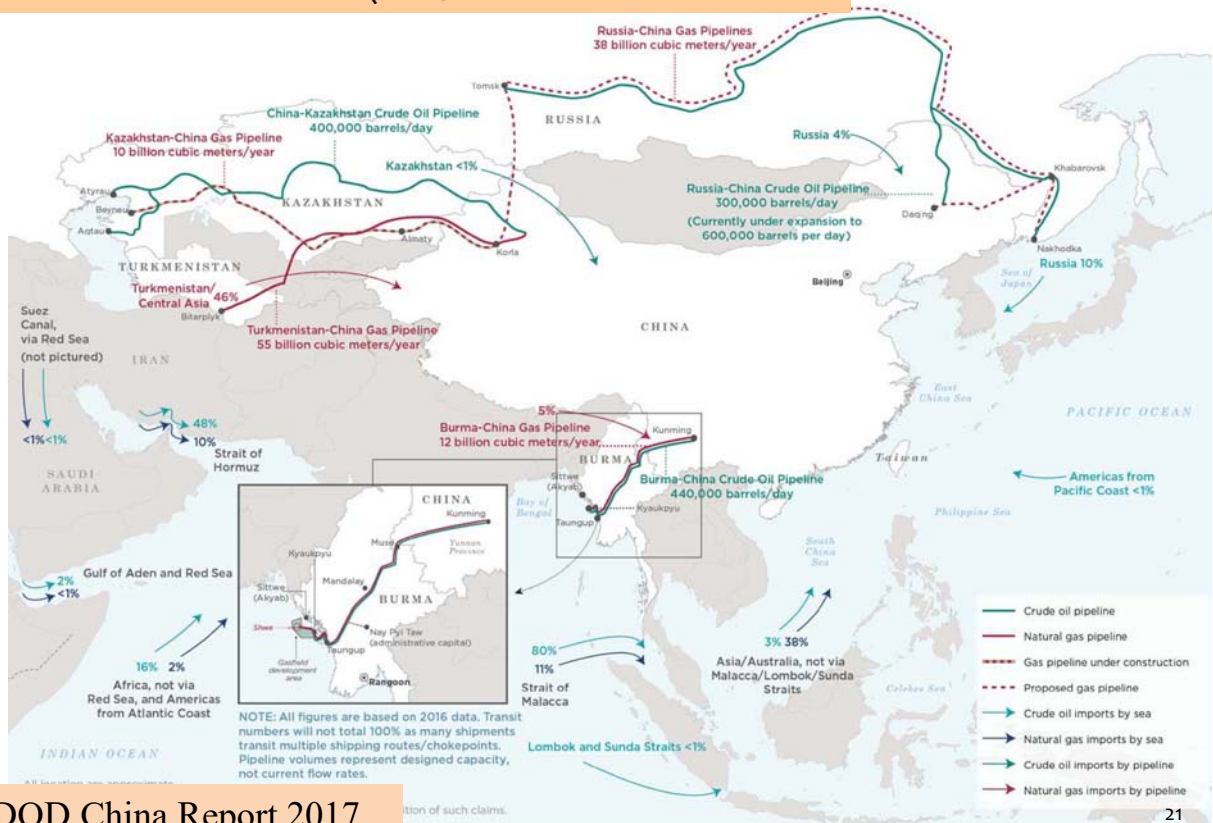 Russia-China Gas Pipelines
38 billion cubic meters/year
Tomsk
RUSSIA
China-Kazakhstan Crude Oil Pipeline
400,000 barrels/day
Kazakhstan-China Gas Pipeline
10 billion cubic meters/year
Kazakhstan <1%
Russia 4%
Khabarovsk
Russia-China Crude Oil Pipeline
300,000 barrels/day
(Currently under expansion to
600,000 barrels per day)
Daqing
Nakhodka
Russia 10%
Sea of
Japan
Atyrau
Beyneu
Aqtau
KAZAKHSTAN
Almaty
Korla
TURKMENISTAN
Turkmenistan/
Central Asia
46%
Bitarplyk
Beijing
Turkmenistan-China Gas Pipeline
55 billion cubic meters/year
CHINA
Suez
Canal,
via Red Sea
(not pictured)
<1%
<1%
IRAN
48%
10%
Strait of
Hormuz
SAUDI
ARABIA
East
China Sea
PACIFIC OCEAN
5%
Burma-China Gas Pipeline
12 billion cubic meters/year
Kunming
BURMA
Sittwe
(Akyab)
Burma-China Crude Oil Pipeline
440,000 barrels/day
Kyaukpyu
Taungup
Bay of
Bengal
Taiwan
Americas from
Pacific Coast <1%
Philippine Sea
South
China
Sea
CHINA
Kunming
Kyaukpyu
Muse
Yunnan
Province
Sittwe
(Akyab)
Mandalay
BURMA
Shwe
Nay Pyi Taw
(administrative capital)
Taungup
Gasfield
development
area
Rangoon
2%
<1%
Gulf of Aden and Red Sea
16%
2%
Africa, not via
Red Sea, and Americas
from Atlantic Coast
80%
11%
Strait of
Malacca
3%
38%
Asia/Australia, not via
Malacca/Lombok/Sunda
Straits
Celebes Sea
Lombok and Sunda Straits <1%
NOTE: All figures are based on 2016 data. Transit
numbers will not total 100% as many shipments
transit multiple shipping routes/chokepoints.
Pipeline volumes represent designed capacity,
not current flow rates.
INDIAN OCEAN
All location are approximate
ition of such claims.
Crude oil pipeline
Natural gas pipeline
Gas pipeline under construction
Proposed gas pipeline
Crude oil imports by sea
Natural gas imports by sea
Crude oil imports by pipeline
Natural gas imports by pipeline
DOD China Report 2017
21